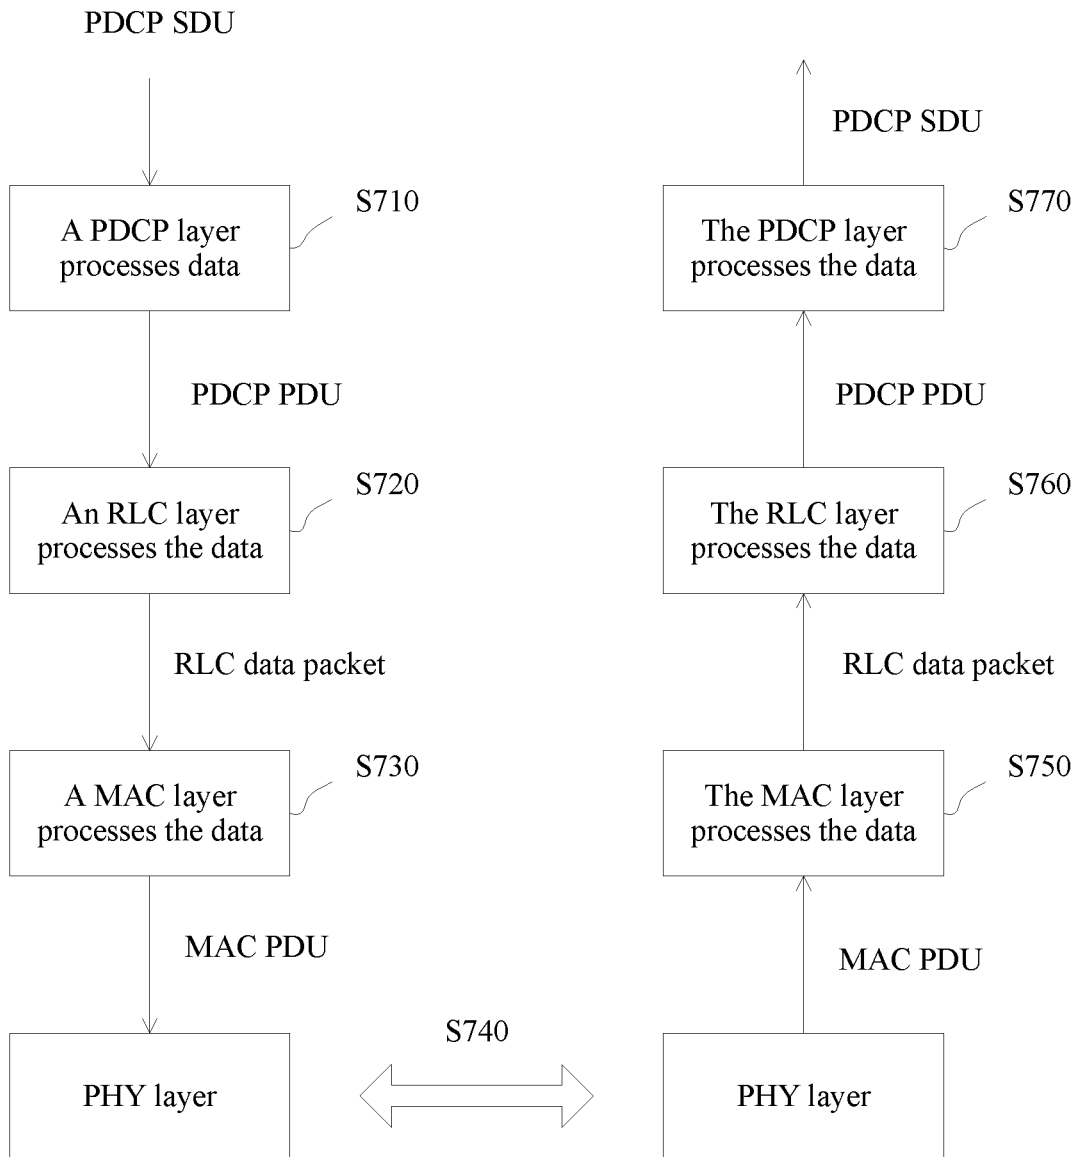 PDCP SDU
A PDCP layer
processes data
S710
PDCP PDU
An RLC layer
processes the data
S720
RLC data packet
A MAC layer
processes the data
S730
MAC PDU
PHY layer
S740
PDCP SDU
The PDCP layer
processes the data
S770
PDCP PDU
The RLC layer
processes the data
S760
RLC data packet
The MAC layer
processes the data
S750
MAC PDU
PHY layer